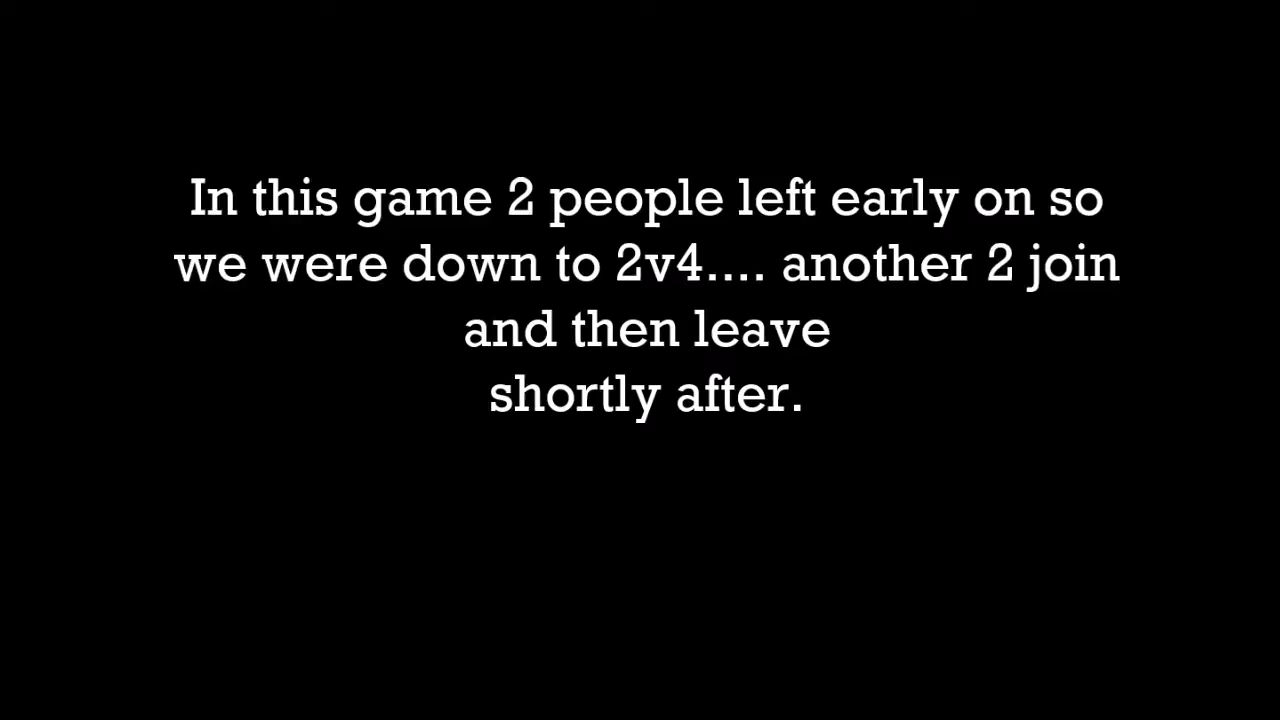 In this game 2 people left early on so
we were down to 2v4.... another 2 join
and then leave
shortly after.